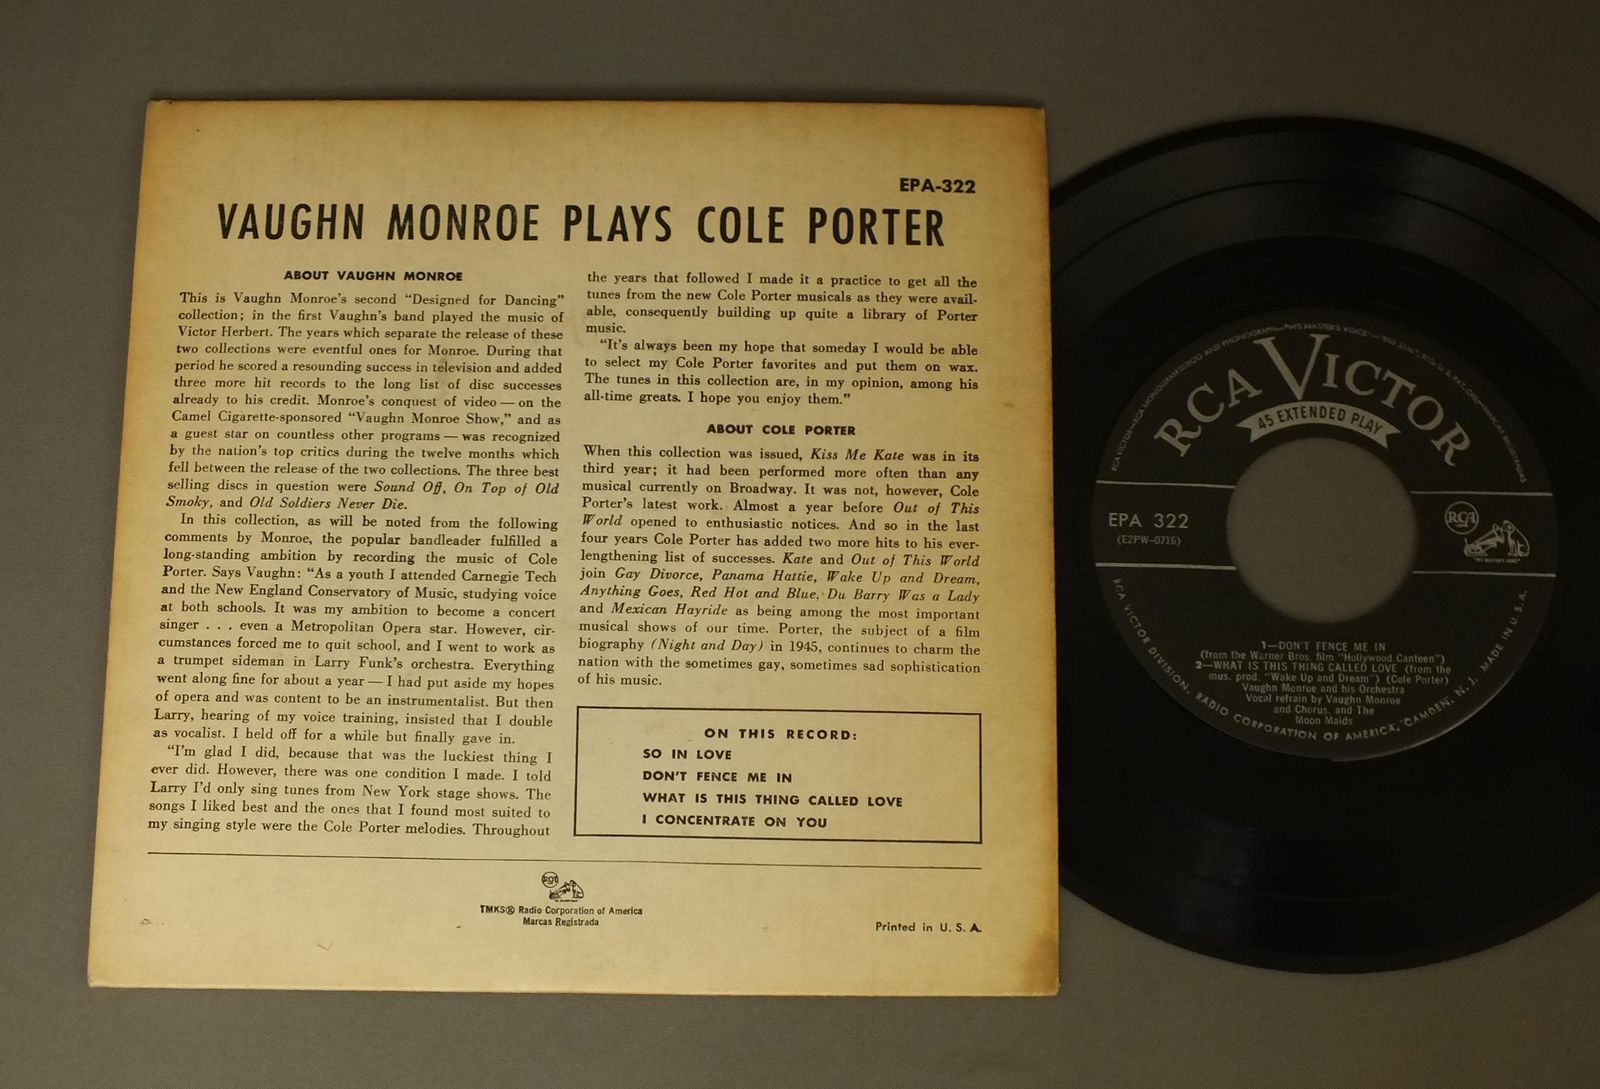 EPA-322
VAUGHN MONROE PLAYS COLE PORTER
ABOUT VAUGHN MONROE
This is Vaughn Monroe's second “Designed for Dancing”
collection; in the first Vaughn's band played the music of
Victor Herbert. The years which separate the release of these
two collections were eventful ones for Monroe. During that
period he scored a resounding success in television and added
three more hit records to the long list of disc successes
already to his credit. Monroe's conquest of video — on the
Camel Cigarette-sponsored “Vaughn Monroe Show,” and as
a guest star on countless other programs — was recognized
by the nation's top critics during the twelve months which
fell between the release of the two collections. The three best
selling discs in question were Sound Off, On Top of Old
Smoky, and Old Soldiers Never Die.
In this collection, as will be noted from the following
comments by Monroe, the popular bandleader fulfilled a
long-standing ambition by recording the music of Cole
Porter. Says Vaughn: “As a youth I attended Carnegie Tech
and the New England Conservatory of Music, studying voice
at both schools. It was my ambition to become a concert
singer . . . even a Metropolitan Opera star. However, cir-
cumstances forced me to quit school, and I went to work as
a trumpet sideman in Larry Funk's orchestra. Everything
went along fine for about a year — I had put aside my hopes
of opera and was content to be an instrumentalist. But then
Larry, hearing of my voice training, insisted that I double
as vocalist. I held off for a while but finally gave in.
“I'm glad I did, because that was the luckiest thing I
ever did. However, there was one condition I made. I told
Larry I'd only sing tunes from New York stage shows. The
songs I liked best and the ones that I found most suited to
my singing style were the Cole Porter melodies. Throughout
the years that followed I made it a practice to get all the
tunes from the new Cole Porter musicals as they were avail-
able, consequently building up quite a library of Porter
music.
“It's always been my hope that someday I would be able
to select my Cole Porter favorites and put them on wax.
The tunes in this collection are, in my opinion, among his
all-time greats. I hope you enjoy them.”
ABOUT COLE PORTER
When this collection was issued, Kiss Me Kate was in its
third year; it had been performed more often than any
musical currently on Broadway. It was not, however, Cole
Porter's latest work. Almost a year before Out of This
World opened to enthusiastic notices. And so in the last
four years Cole Porter has added two more hits to his ever-
lengthening list of successes. Kate and Out of This World
join Gay Divorce, Panama Hattie, Wake Up and Dream,
Anything Goes, Red Hot and Blue, Du Barry Was a Lady
and Mexican Hayride as being among the most important
musical shows of our time. Porter, the subject of a film
biography (Night and Day) in 1945, continues to charm the
nation with the sometimes gay, sometimes sad sophistication
of his music.
ON THIS RECORD:
SO IN LOVE
DON'T FENCE ME IN
WHAT IS THIS THING CALLED LOVE
I CONCENTRATE ON YOU
RCA
TMKS® Radio Corporation of America
Marcas Registrada
Printed in U. S. A.
RCA VICTOR
45 EXTENDED PLAY
EPA 322
(E2PW-0716)
RCA
1—DON'T FENCE ME IN
(from the Warner Bros. film "Hollywood Canteen")
2—WHAT IS THIS THING CALLED LOVE (from the
mus. prod. "Wake Up and Dream") (Cole Porter)
Vaughn Monroe and his Orchestra
Vocal refrain by Vaughn Monroe
and Chorus, and The
Moon Maids
RCA VICTOR DIVISION, RADIO CORPORATION OF AMERICA, CAMDEN, N. J. MADE IN U.S.A.